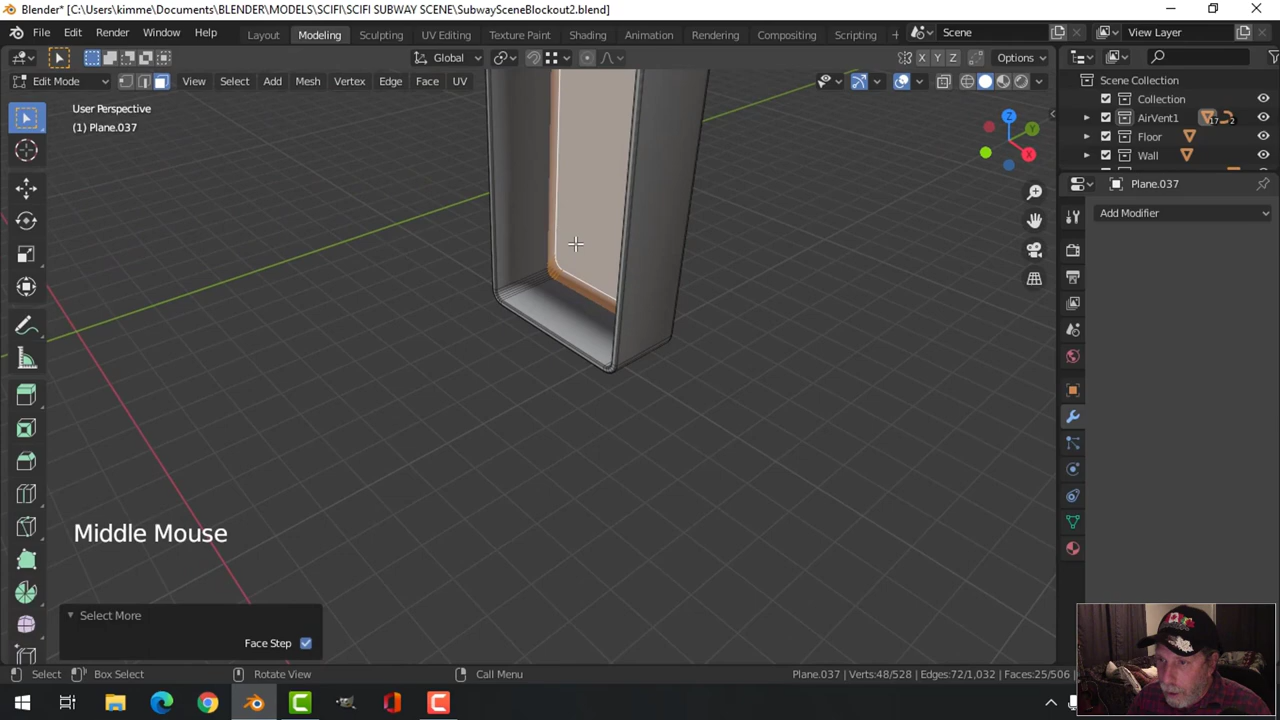 Blender* [C:\Users\kimme\Documents\BLENDER\MODELS\SCIFI\SCIFI SUBWAY SCENE\SubwaySceneBlockout2.blend]
File Edit Render Window Help Layout Modeling Sculpting UV Editing Texture Paint Shading Animation Rendering Compositing Scripting + Scene View Layer
Global X Y Z Options
Edit Mode View Select Add Mesh Vertex Edge Face UV
User Perspective
(1) Plane.037
Z
Y
X
Scene Collection
Collection
AirVent1 17 2
Floor
Wall
Plane.037
Add Modifier
Middle Mouse
Select More
Face Step
Select Box Select Rotate View Call Menu Plane.037 | Verts:48/528 | Edges:72/1,032 | Faces:25/506